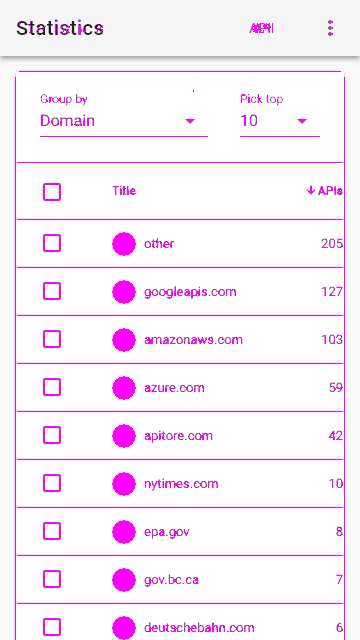 Statistics
Group by
Pick top
Domain
10
Title
APIs
other
205
googleapis.com
127
amazonaws.com
103
azure.com
59
apitore.com
42
nytimes.com
10
epa.gov
8
gov.bc.ca
7
deutschebahn.com
6